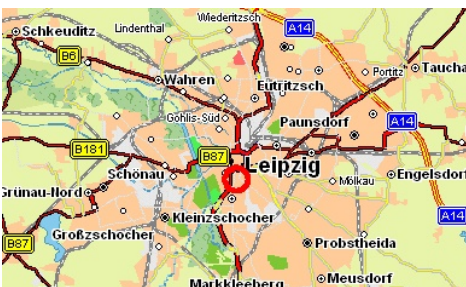 Wiederitzsch
Lindenthal
A14
Schkeuditz
B6
Portitz
Taucha
Wahren
Eutritzsch
Gohlis-Süd
Paunsdorf
A14
B181
B87
Leipzig
Schönau
Engelsdorf
Mölkau
Grünau-Nord
A14
Kleinzschocher
Großzschocher
B87
Probstheida
Meusdorf
Markkleeberg